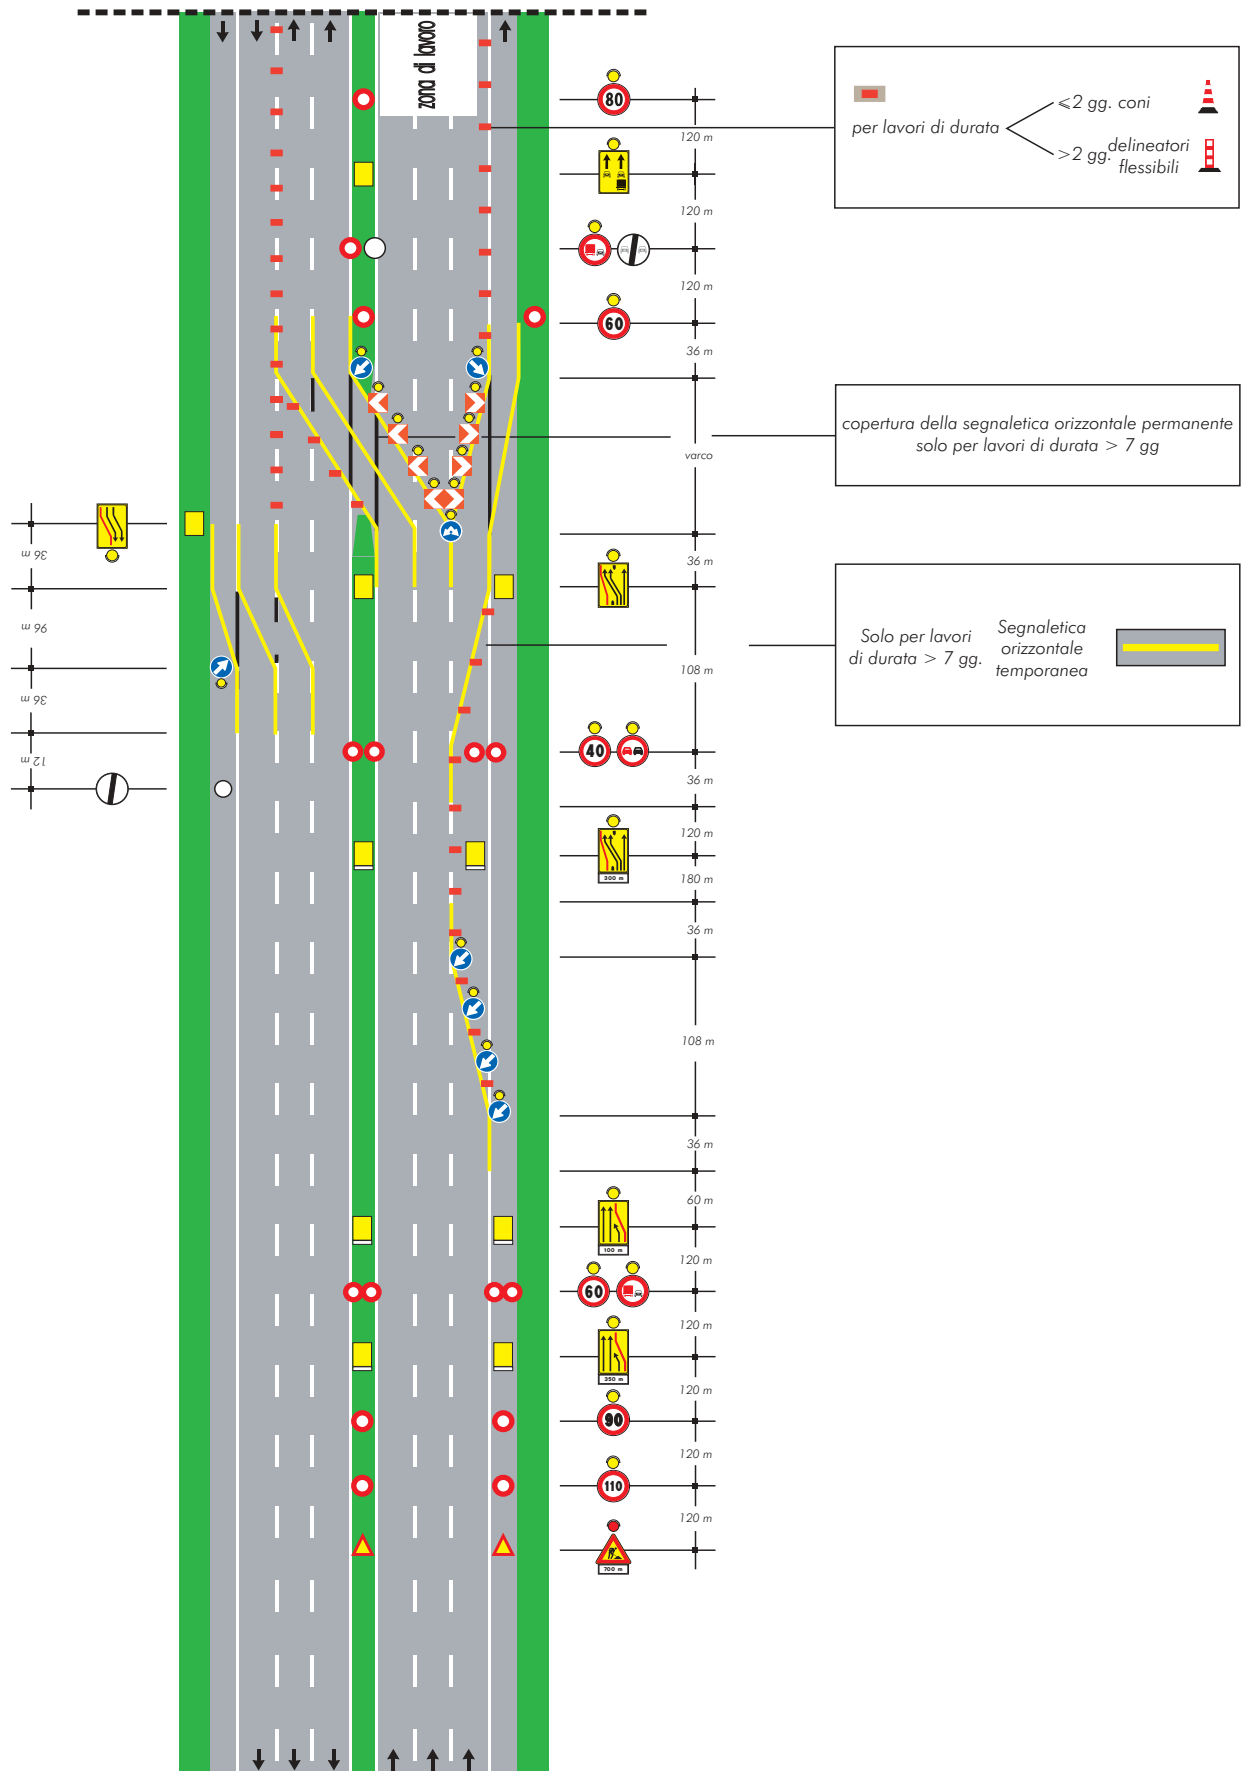 zona di lavoro
80
120 m
120 m
120 m
60
36 m
varco
36 m
108 m
40
36 m
120 m
300 m
180 m
36 m
108 m
36 m
60 m
100 m
120 m
60
120 m
350 m
120 m
90
120 m
110
120 m
700 m
36 m
96 m
36 m
12 m
per lavori di durata
⩽2 gg. coni
>2 gg. delineatori
flessibili
copertura della segnaletica orizzontale permanente
solo per lavori di durata > 7 gg
Solo per lavori
di durata > 7 gg.
Segnaletica
orizzontale
temporanea